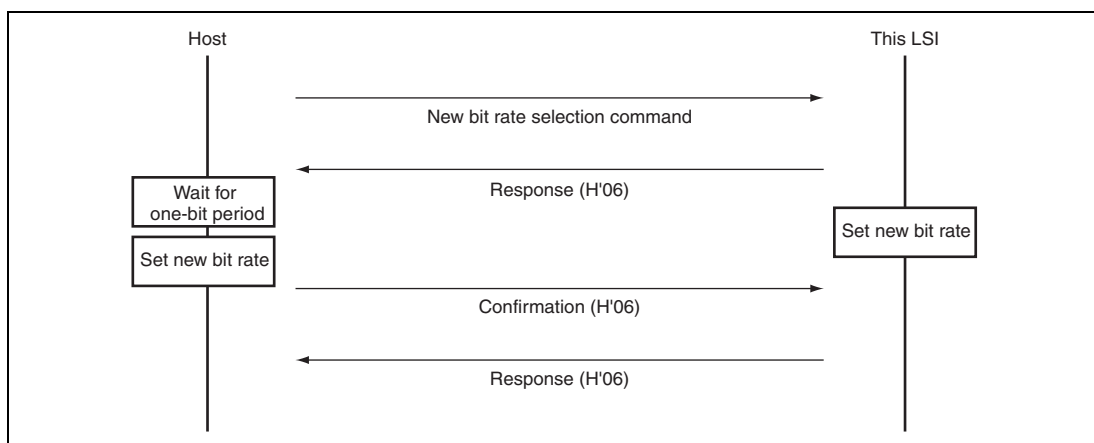 Host
This LSI
New bit rate selection command
Response (H'06)
Wait for
one-bit period
Set new bit rate
Set new bit rate
Confirmation (H'06)
Response (H'06)